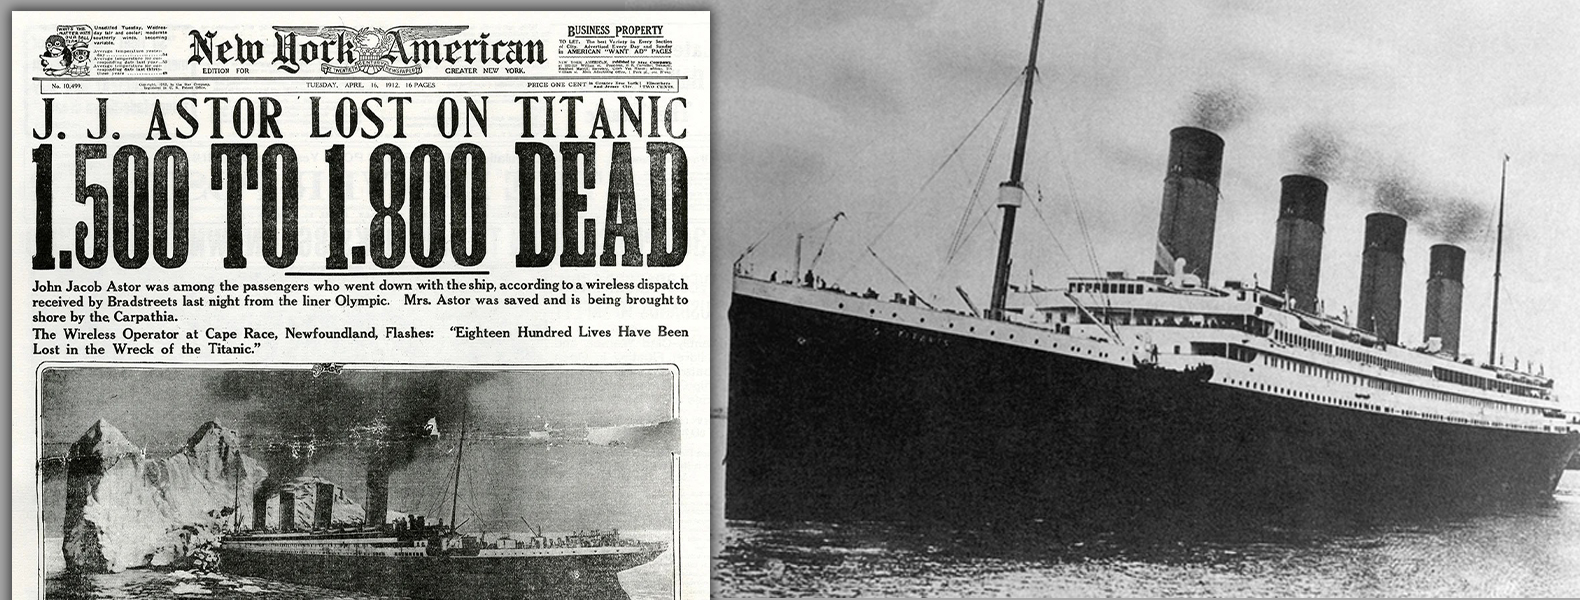 Unsettled Tuesday, Wednes-
day fair and cooler; moderate
southerly winds, becoming
variable.
New York American
EDITION FOR GREATER NEW YORK.
BUSINESS PROPERTY
TO LET. The best Variety in Every Section
of City. Advertised Every Day and Sunday
in AMERICAN "WANT AD" PAGES
No. 10,499. TUESDAY, APRIL 16, 1912. 16 PAGES PRICE ONE CENT
J. J. ASTOR LOST ON TITANIC
1.500 TO 1.800 DEAD
John Jacob Astor was among the passengers who went down with the ship, according to a wireless dispatch
received by Bradstreets last night from the liner Olympic. Mrs. Astor was saved and is being brought to
shore by the Carpathia.
The Wireless Operator at Cape Race, Newfoundland, Flashes: "Eighteen Hundred Lives Have Been
Lost in the Wreck of the Titanic."
TITANIC